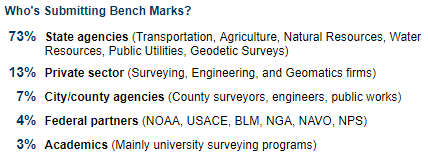 Who's Submitting Bench Marks?
73% State agencies (Transportation, Agriculture, Natural Resources, Water
Resources, Public Utilities, Geodetic Surveys)
13% Private sector (Surveying, Engineering, and Geomatics firms)
7% City/county agencies (County surveyors, engineers, public works)
4% Federal partners (NOAA, USACE, BLM, NGA, NAVO, NPS)
3% Academics (Mainly university surveying programs)